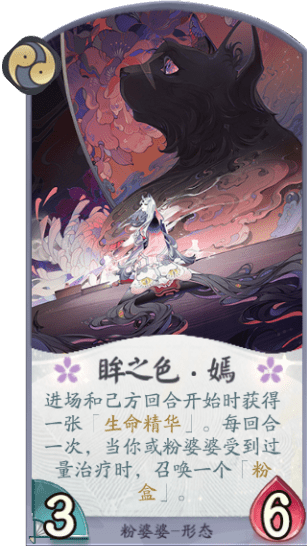 眸之色·嫣
进场和己方回合开始时获得
一张「生命精华」。每回合
一次，当你或粉婆婆受到过
量治疗时，召唤一个「粉
盒」。
3
粉婆婆-形态
6